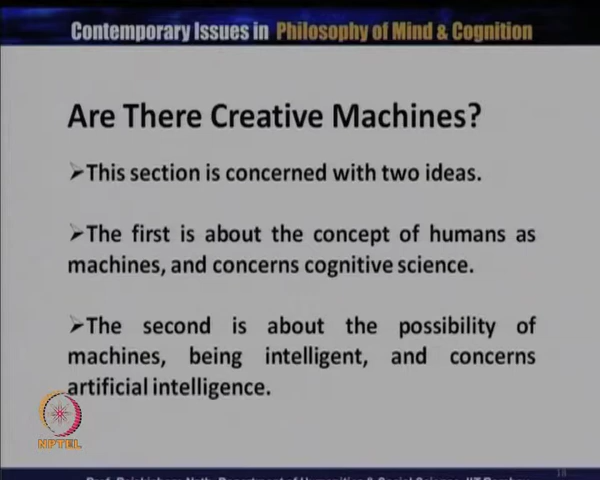 Contemporary Issues in Philosophy of Mind & Cognition
Are There Creative Machines?
➢This section is concerned with two ideas.
➢The first is about the concept of humans as
machines, and concerns cognitive science.
➢The second is about the possibility of
machines, being intelligent, and concerns
artificial intelligence.
NPTEL
18